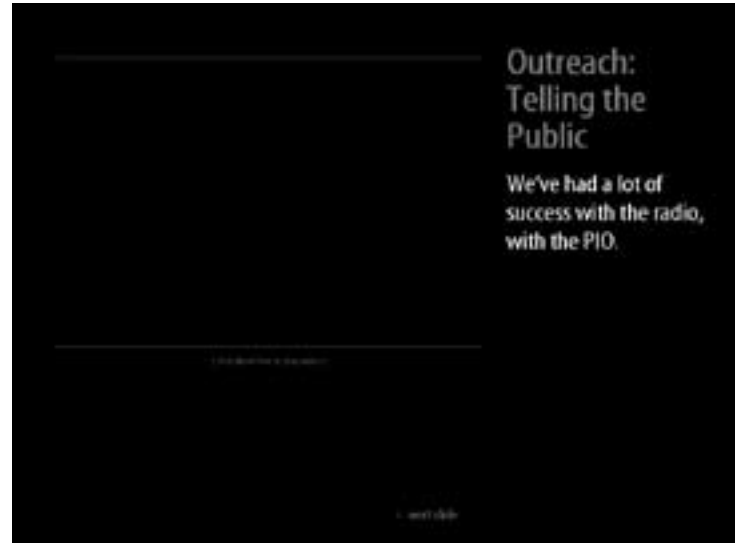 Outreach:
Telling the
Public
We've had a lot of
success with the radio,
with the PIO.